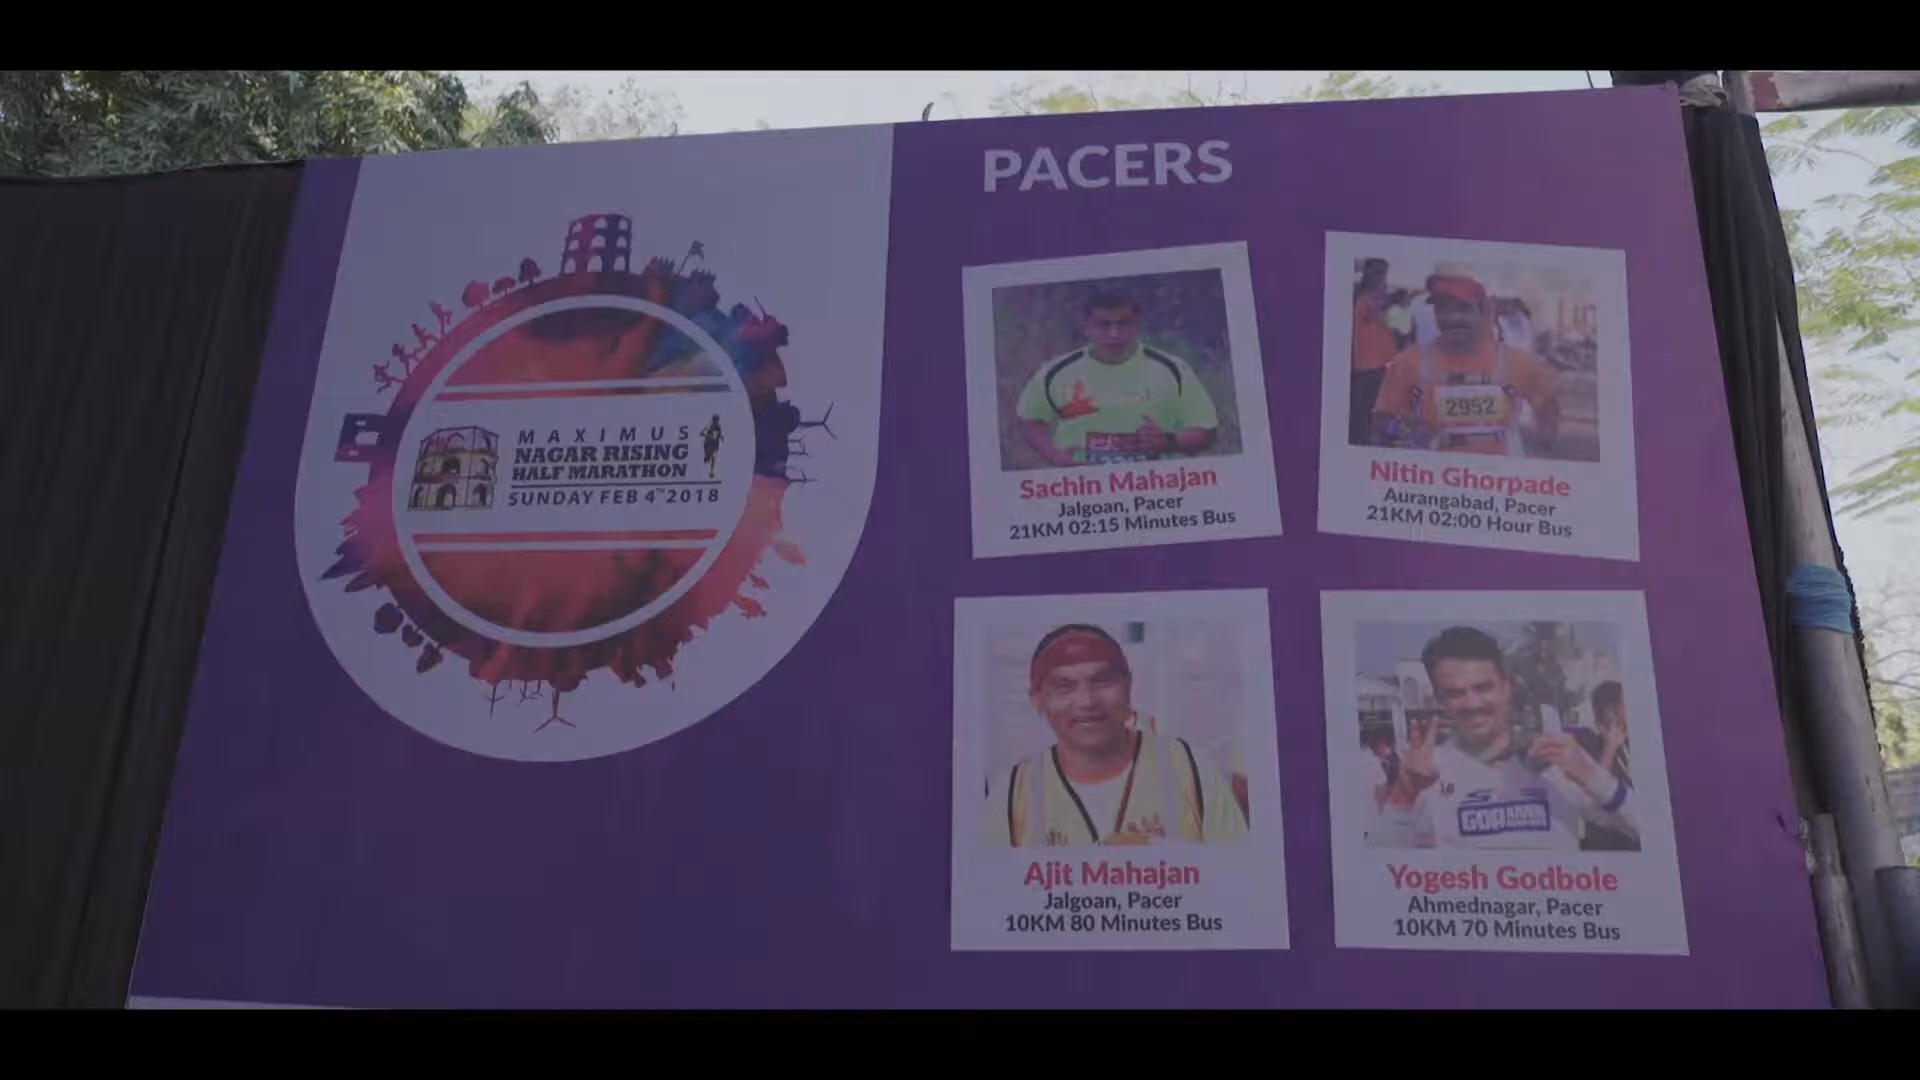 PACERS
MAXIMUS
NAGAR RISING
HALF MARATHON
SUNDAY FEB 4TH 2018
Sachin Mahajan
Jalgoan, Pacer
21KM 02:15 Minutes Bus
2952
Nitin Ghorpade
Aurangabad, Pacer
21KM 02:00 Hour Bus
Ajit Mahajan
Jalgoan, Pacer
10KM 80 Minutes Bus
Yogesh Godbole
Ahmednagar, Pacer
10KM 70 Minutes Bus